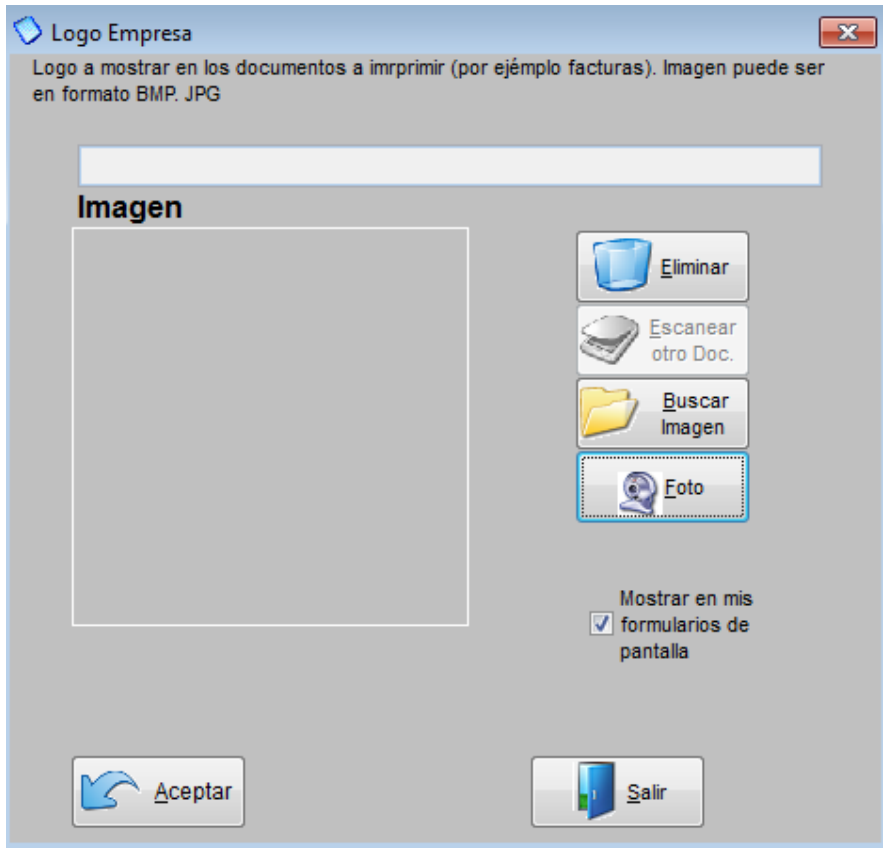 Logo Empresa
Logo a mostrar en los documentos a imrprimir (por ejémplo facturas). Imagen puede ser
en formato BMP. JPG
Imagen
Eliminar
Escanear
otro Doc.
Buscar
Imagen
Foto
Mostrar en mis
formularios de
pantalla
Aceptar
Salir